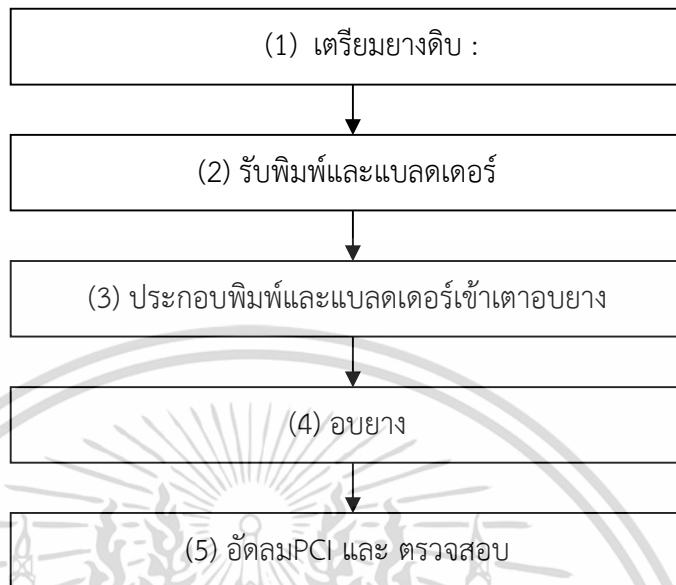 (1) เตรียมยางดิบ :
(2) รับพิมพ์และแบลดเดอร์
(3) ประกอบพิมพ์และแบลดเดอร์เข้าเตาอบยาง
(4) อบยาง
(5) อัดลมPCI และ ตรวจสอบ